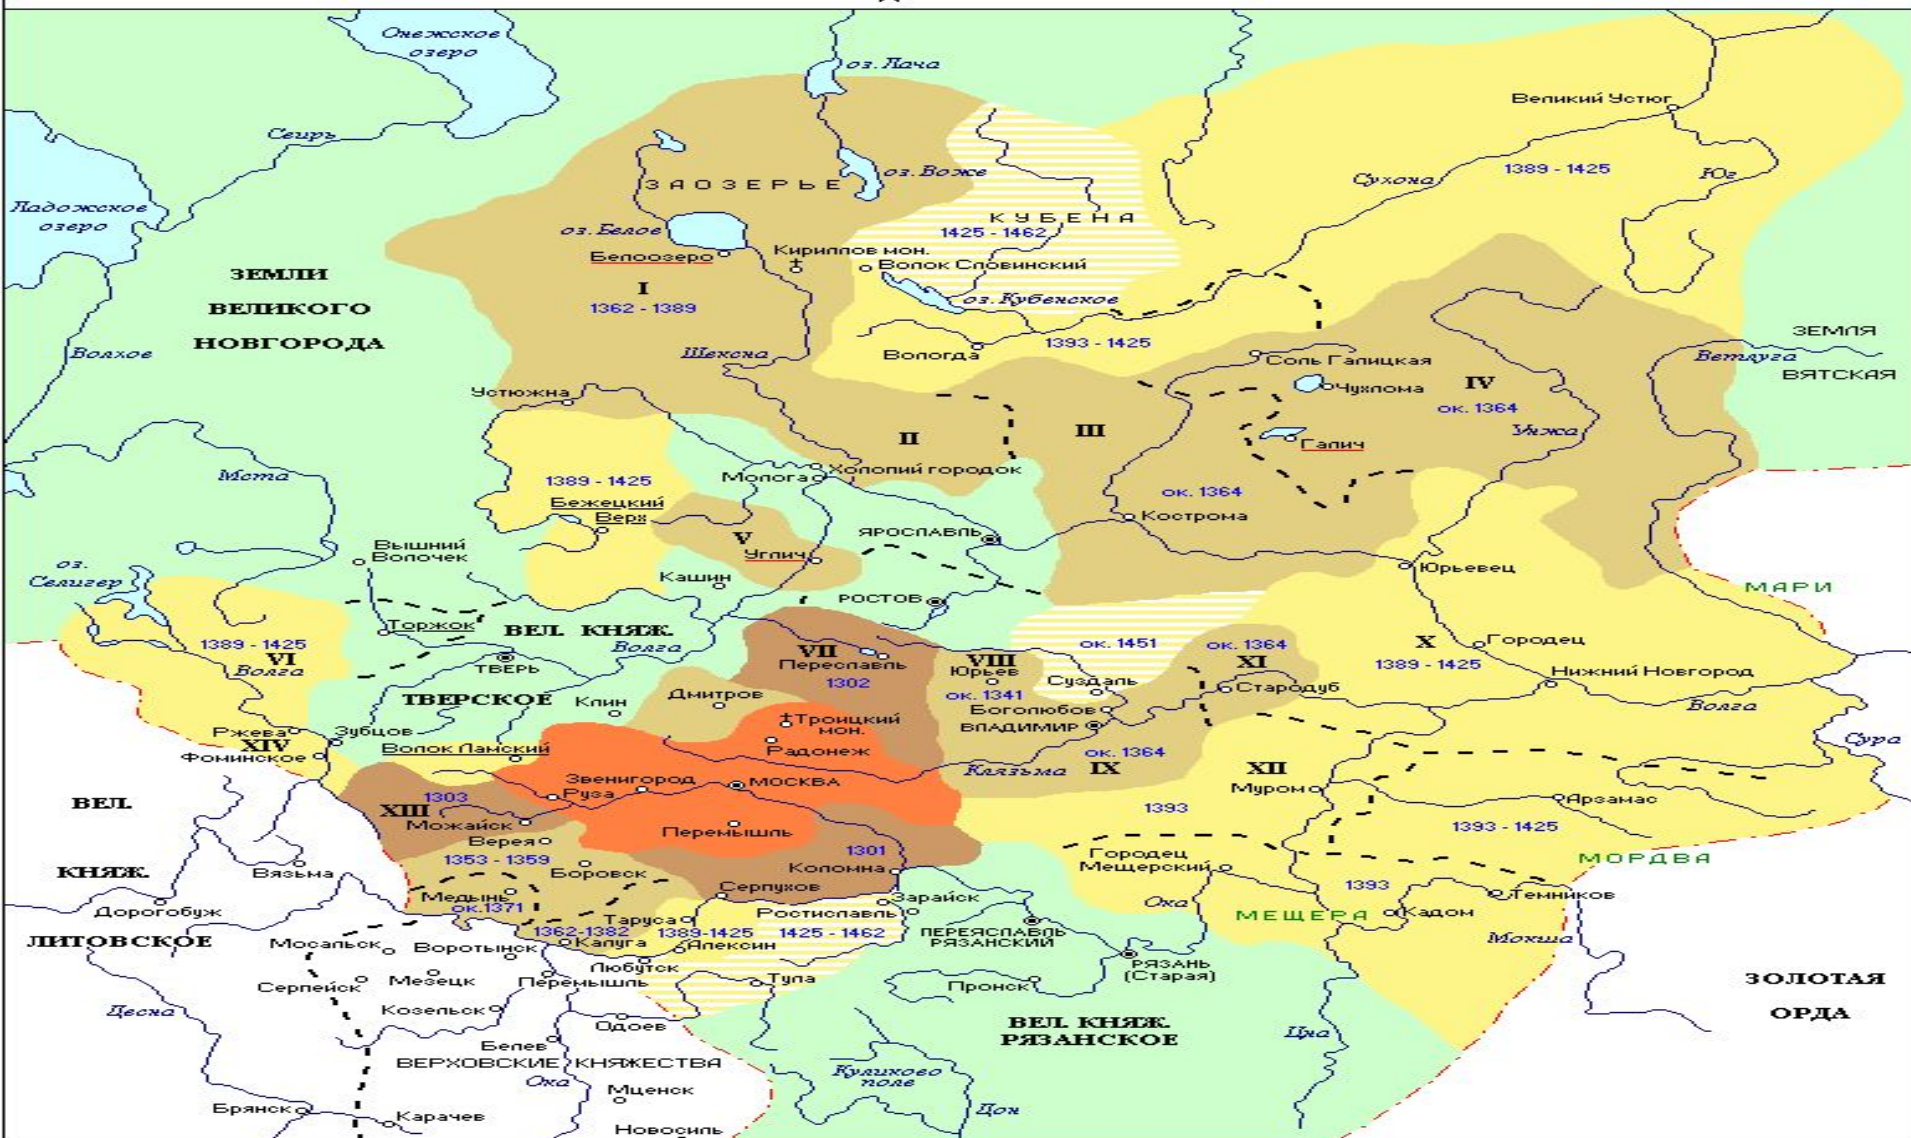 Онежское
озеро
оз. Лача
Великий Устюг
Свирь
оз. Воже
Сухона
1389 - 1425
Юг
ЗАОЗЕРЬЕ
Ладожское
озеро
КУБЕНА
1425 - 1462
оз. Белое
Белоозеро
Кириллов мон.
Волок Словинский
ЗЕМЛИ
ВЕЛИКОГО
НОВГОРОДА
I
1362 - 1389
оз. Кубенское
Волхов
Шексна
Вологда
1393 - 1425
Соль Галицкая
Чухлома
IV
ок. 1364
Ветлуга
ЗЕМЛЯ
ВЯТСКАЯ
Устюжна
II
III
Унжа
Галич
Мста
Молога
Холопий городок
1389 - 1425
Бежецкий
Верх
ок. 1364
Кострома
V
Углич
ЯРОСЛАВЛЬ
Вышний
Волочек
Кашин
Юрьевец
оз.
Селигер
РОСТОВ
МАРИ
Торжок
ВЕЛ. КНЯЖ.
Волга
1389 - 1425
VI
Волга
ТВЕРЬ
ТВЕРСКОЕ
VII
Переславль
1302
VIII
Юрьев
ок. 1341
ок. 1451
Суздаль
ок. 1364
XI
Стародуб
X
1389 - 1425
Городец
Нижний Новгород
Волга
Клин
Дмитров
Боголюбов
ВЛАДИМИР
Троицкий
мон.
Радонеж
Ржева
XIV
Фоминское
Зубцов
Волок Ламский
Клязьма
ок. 1364
IX
XII
Муром
Сура
Звенигород
Руза
МОСКВА
ВЕЛ.
1303
XIII
Можайск
Верея
Перемышль
1393
Арзамас
1393 - 1425
КНЯЖ.
Вязьма
1353 - 1359
Боровск
1301
Коломна
Городец
Мещерский
МОРДВА
Дорогобуж
Медынь
ок.1371
Серпухов
Зарайск
Ока
1393
Темников
МЕЩЕРА
Кадом
Мокша
ЛИТОВСКОЕ
Мосальск
Воротынск
1362-1382
Таруса
Калуга
1389-1425
Алексин
Ростиславль
1425 - 1462
ПЕРЕЯСЛАВЛЬ
РЯЗАНСКИЙ
РЯЗАНЬ
(Старая)
Серпейск
Мезецк
Перемышль
Любутск
Тула
Пронск
ЗОЛОТАЯ
ОРДА
Десна
Козельск
Одоев
ВЕЛ. КНЯЖ.
РЯЗАНСКОЕ
Цна
Белев
ВЕРХОВСКИЕ КНЯЖЕСТВА
Ока
Мценск
Куликово
поле
Дон
Брянск
Карачев
Новосиль